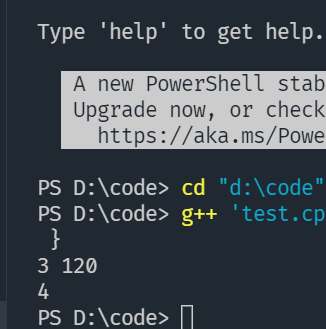 Type 'help' to get help.
A new PowerShell stab
Upgrade now, or check
https://aka.ms/Powe
PS D:\code> cd "d:\code"
PS D:\code> g++ 'test.cp
}
3 120
4
PS D:\code>